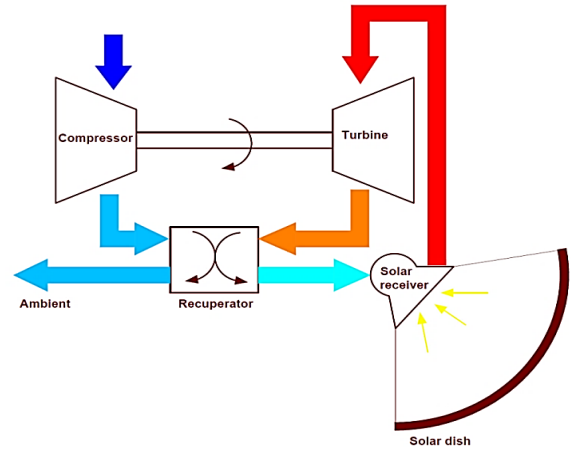 Compressor
Turbine
Solar
receiver
Ambient
Recuperator
Solar dish